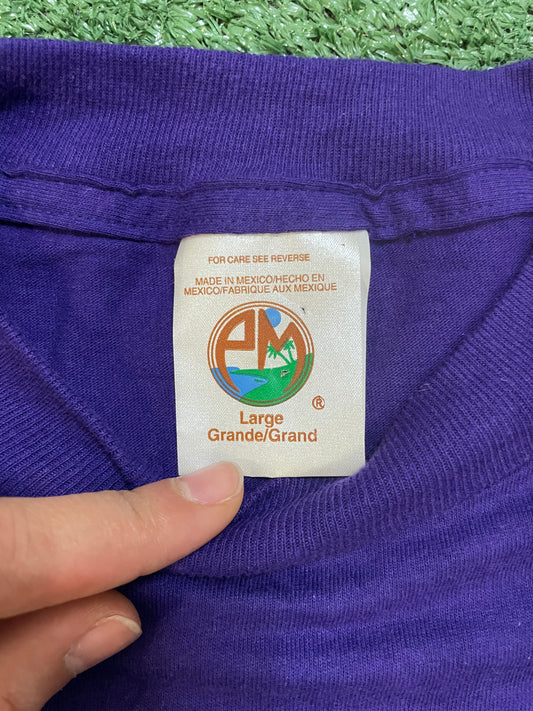 FOR CARE SEE REVERSE
MADE IN MEXICO/HECHO EN
MEXICO/FABRIQUE AUX MEXIQUE
PM
Large ®
Grande/Grand